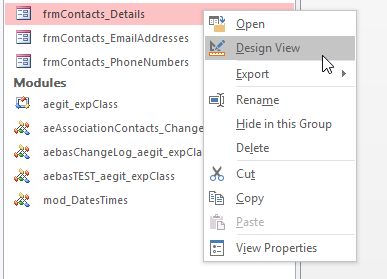 frmContacts_Details
frmContacts_EmailAddresses
frmContacts_PhoneNumbers
Modules
aegit_expClass
aeAssociationContacts_Change
aebasChangeLog_aegit_expCla
aebasTEST_aegit_expClass
mod_DatesTimes
Open
Design View
Export
Rename
Hide in this Group
Delete
Cut
Copy
Paste
View Properties